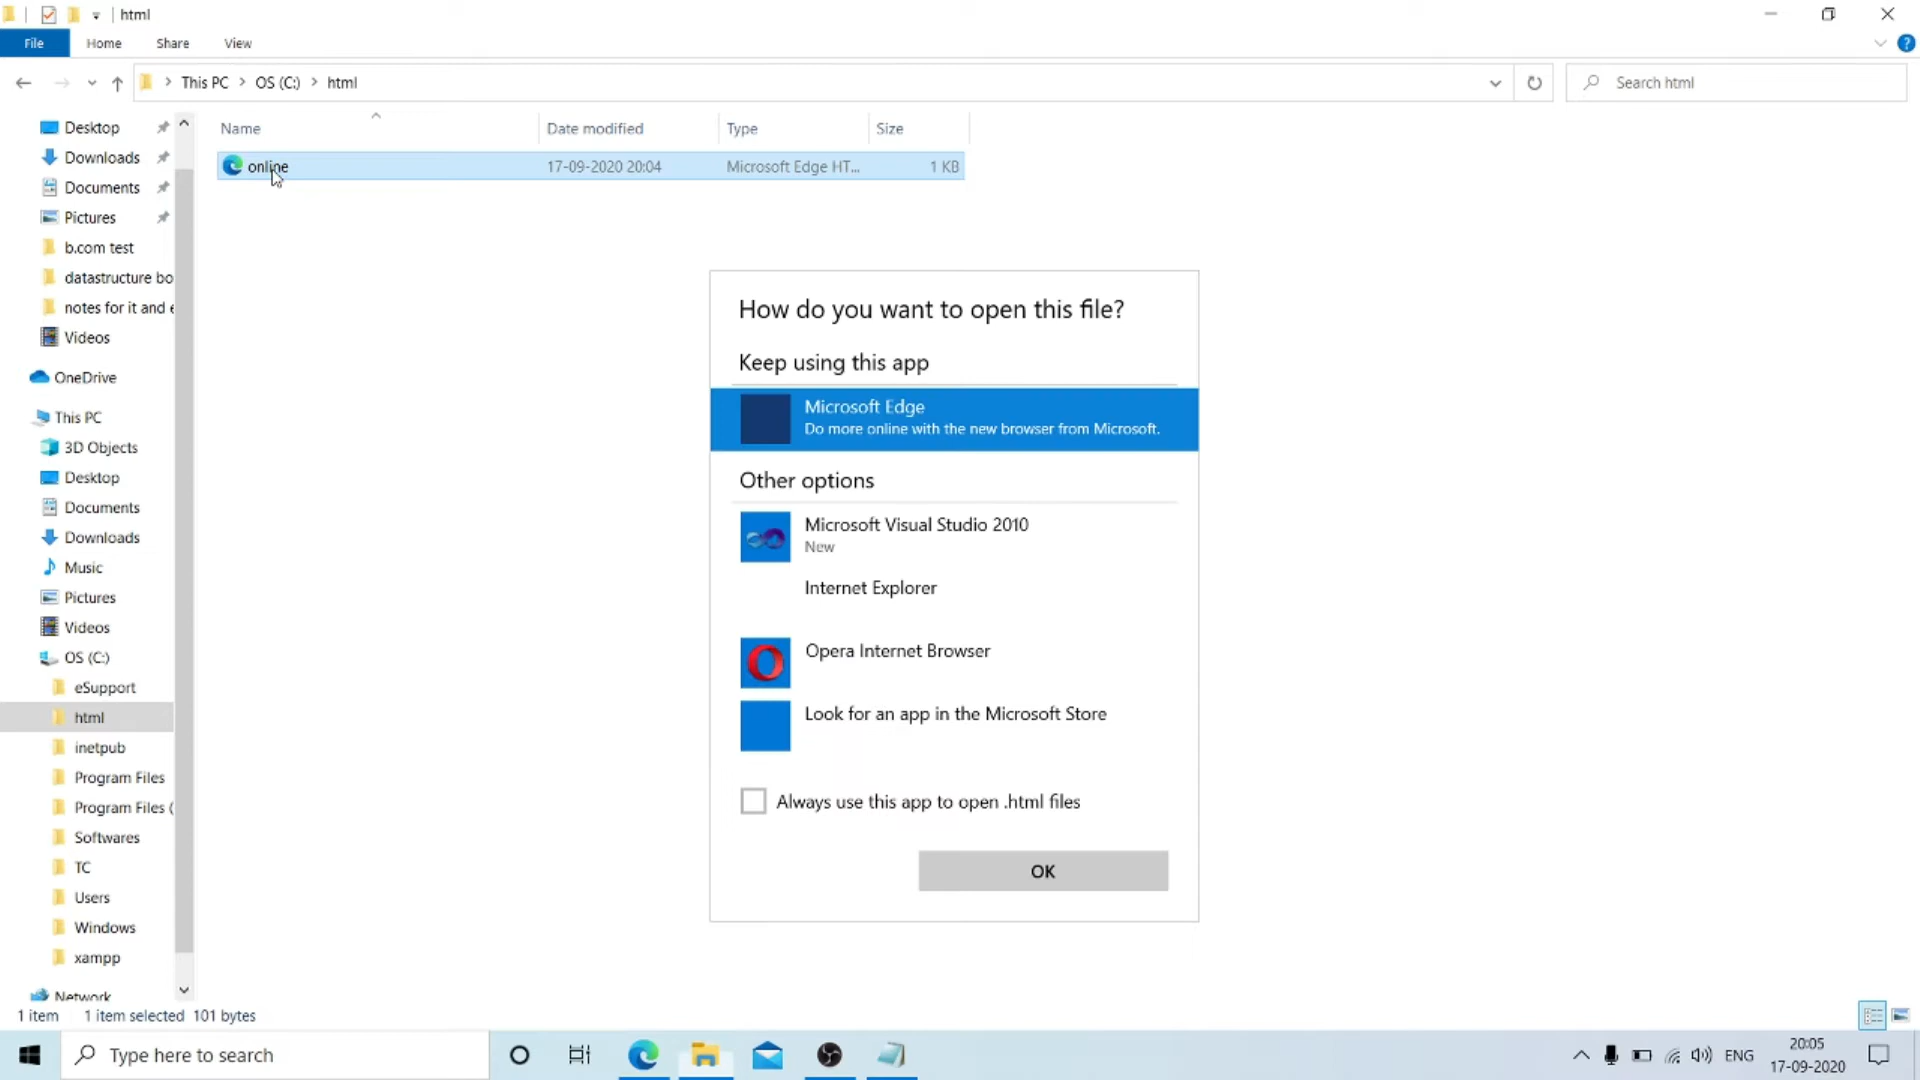 html
File Home Share View
This PC OS (C:) html
Search html
Name Date modified Type Size
online 17-09-2020 20:04 Microsoft Edge HT... 1 KB
Desktop
Downloads
Documents
Pictures
b.com test
datastructure bo
notes for it and e
Videos
OneDrive
This PC
3D Objects
Desktop
Documents
Downloads
Music
Pictures
Videos
OS (C:)
eSupport
html
inetpub
Program Files
Program Files (
Softwares
TC
Users
Windows
xampp
Network
How do you want to open this file?
Keep using this app
Microsoft Edge
Do more online with the new browser from Microsoft.
Other options
Microsoft Visual Studio 2010
New
Internet Explorer
Opera Internet Browser
Look for an app in the Microsoft Store
Always use this app to open .html files
OK
1 item 1 item selected 101 bytes
Type here to search
ENG
20:05
17-09-2020